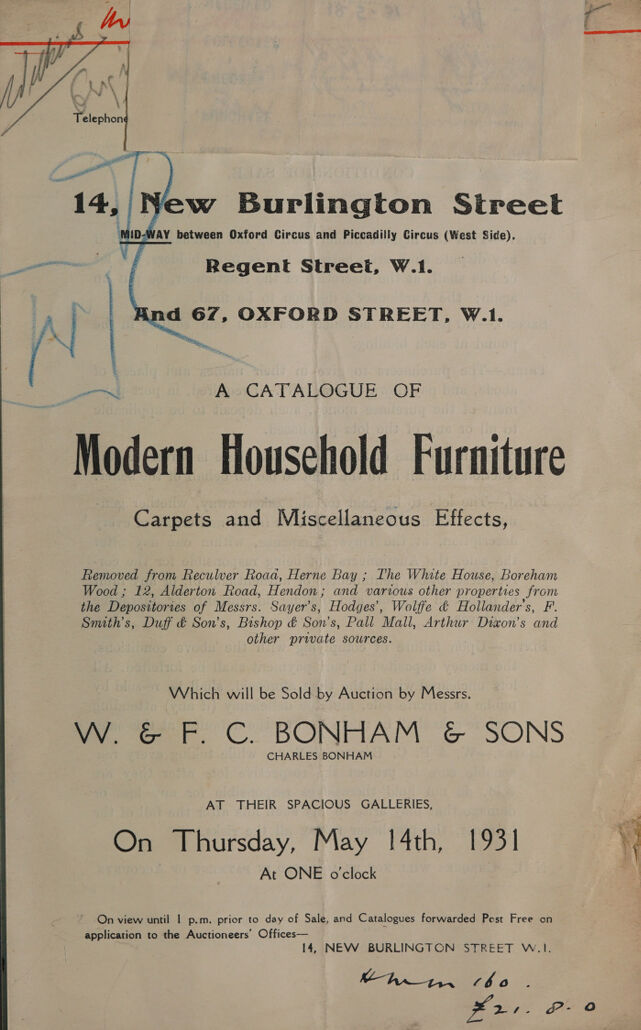 Wilkins
Telephon
14, New Burlington Street
MID-WAY between Oxford Circus and Piccadilly Circus (West Side).
Regent Street, W.1.
And 67, OXFORD STREET, W.1.
A CATALOGUE OF
Modern Household Furniture
Carpets and Miscellaneous Effects,
Removed from Reculver Road, Herne Bay ; The White House, Boreham
Wood ; 12, Alderton Road, Hendon; and various other properties from
the Depositories of Messrs. Sayer's, Hodges', Wolffe & Hollander's, F.
Smith's, Duff & Son's, Bishop & Son's, Pall Mall, Arthur Dixon's and
other private sources.
Which will be Sold by Auction by Messrs.
W. & F. C. BONHAM & SONS
CHARLES BONHAM
AT THEIR SPACIOUS GALLERIES,
On Thursday, May 14th, 1931
At ONE o'clock
On view until 1 p.m. prior to day of Sale, and Catalogues forwarded Post Free on
application to the Auctioneers' Offices—
14, NEW BURLINGTON STREET W.1.
160.
£21.8.0